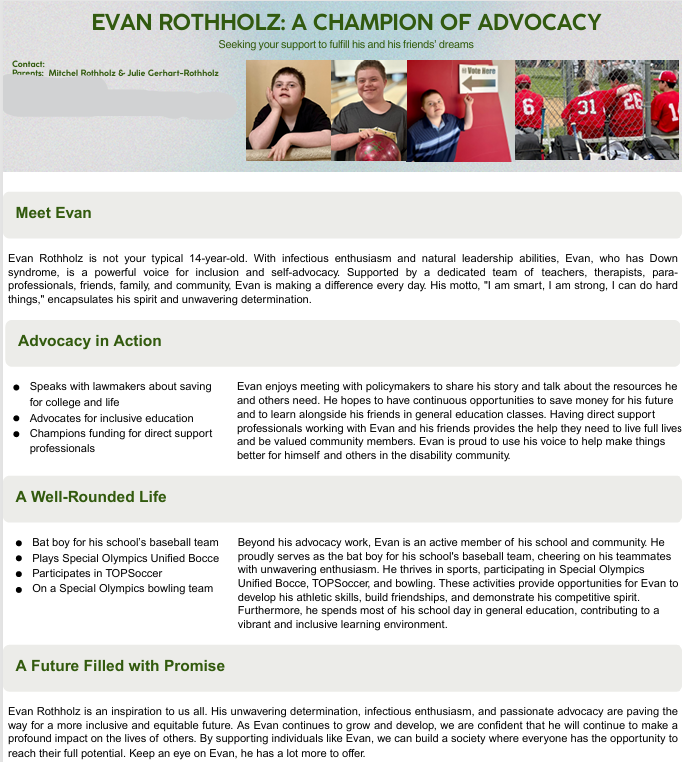 EVAN ROTHHOLZ: A CHAMPION OF ADVOCACY
Seeking your support to fulfill his and his friends' dreams
Contact:
Parents: Mitchel Rothholz & Julie Gerhart-Rothholz
Vote Here
6
31
26
1
Meet Evan
Evan Rothholz is not your typical 14-year-old. With infectious enthusiasm and natural leadership abilities, Evan, who has Down
syndrome, is a powerful voice for inclusion and self-advocacy. Supported by a dedicated team of teachers, therapists, para-
professionals, friends, family, and community, Evan is making a difference every day. His motto, "I am smart, I am strong, I can do hard
things," encapsulates his spirit and unwavering determination.
Advocacy in Action
● Speaks with lawmakers about saving
for college and life
● Advocates for inclusive education
● Champions funding for direct support
professionals
Evan enjoys meeting with policymakers to share his story and talk about the resources he
and others need. He hopes to have continuous opportunities to save money for his future
and to learn alongside his friends in general education classes. Having direct support
professionals working with Evan and his friends provides the help they need to live full lives
and be valued community members. Evan is proud to use his voice to help make things
better for himself and others in the disability community.
A Well-Rounded Life
● Bat boy for his school's baseball team
● Plays Special Olympics Unified Bocce
● Participates in TOPSoccer
● On a Special Olympics bowling team
Beyond his advocacy work, Evan is an active member of his school and community. He
proudly serves as the bat boy for his school's baseball team, cheering on his teammates
with unwavering enthusiasm. He thrives in sports, participating in Special Olympics
Unified Bocce, TOPSoccer, and bowling. These activities provide opportunities for Evan to
develop his athletic skills, build friendships, and demonstrate his competitive spirit.
Furthermore, he spends most of his school day in general education, contributing to a
vibrant and inclusive learning environment.
A Future Filled with Promise
Evan Rothholz is an inspiration to us all. His unwavering determination, infectious enthusiasm, and passionate advocacy are paving the
way for a more inclusive and equitable future. As Evan continues to grow and develop, we are confident that he will continue to make a
profound impact on the lives of others. By supporting individuals like Evan, we can build a society where everyone has the opportunity to
reach their full potential. Keep an eye on Evan, he has a lot more to offer.